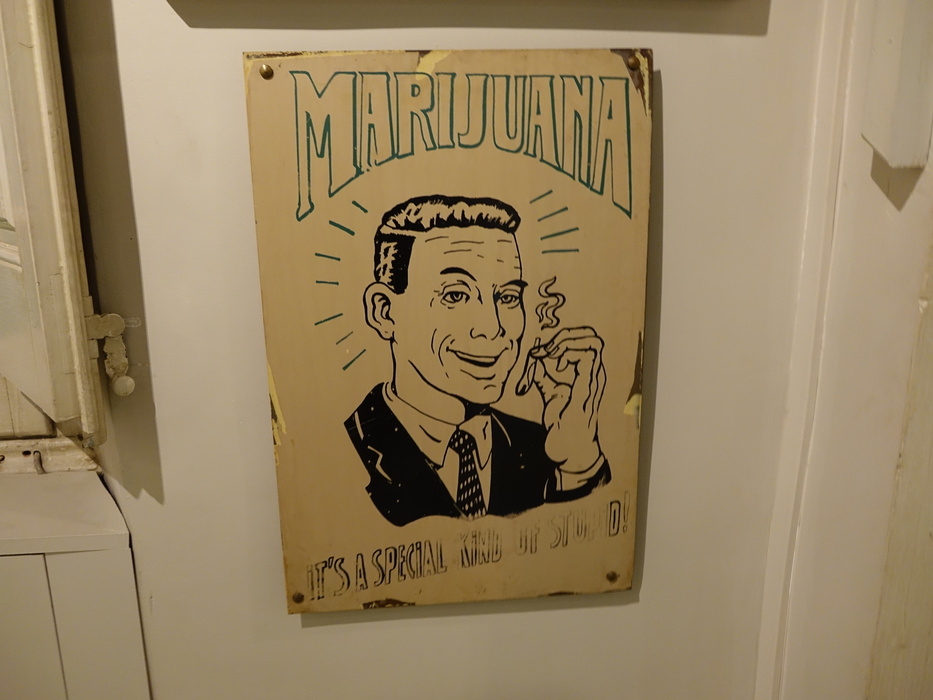 MARIJUANA
IT'S A SPECIAL KIND OF STUPID!